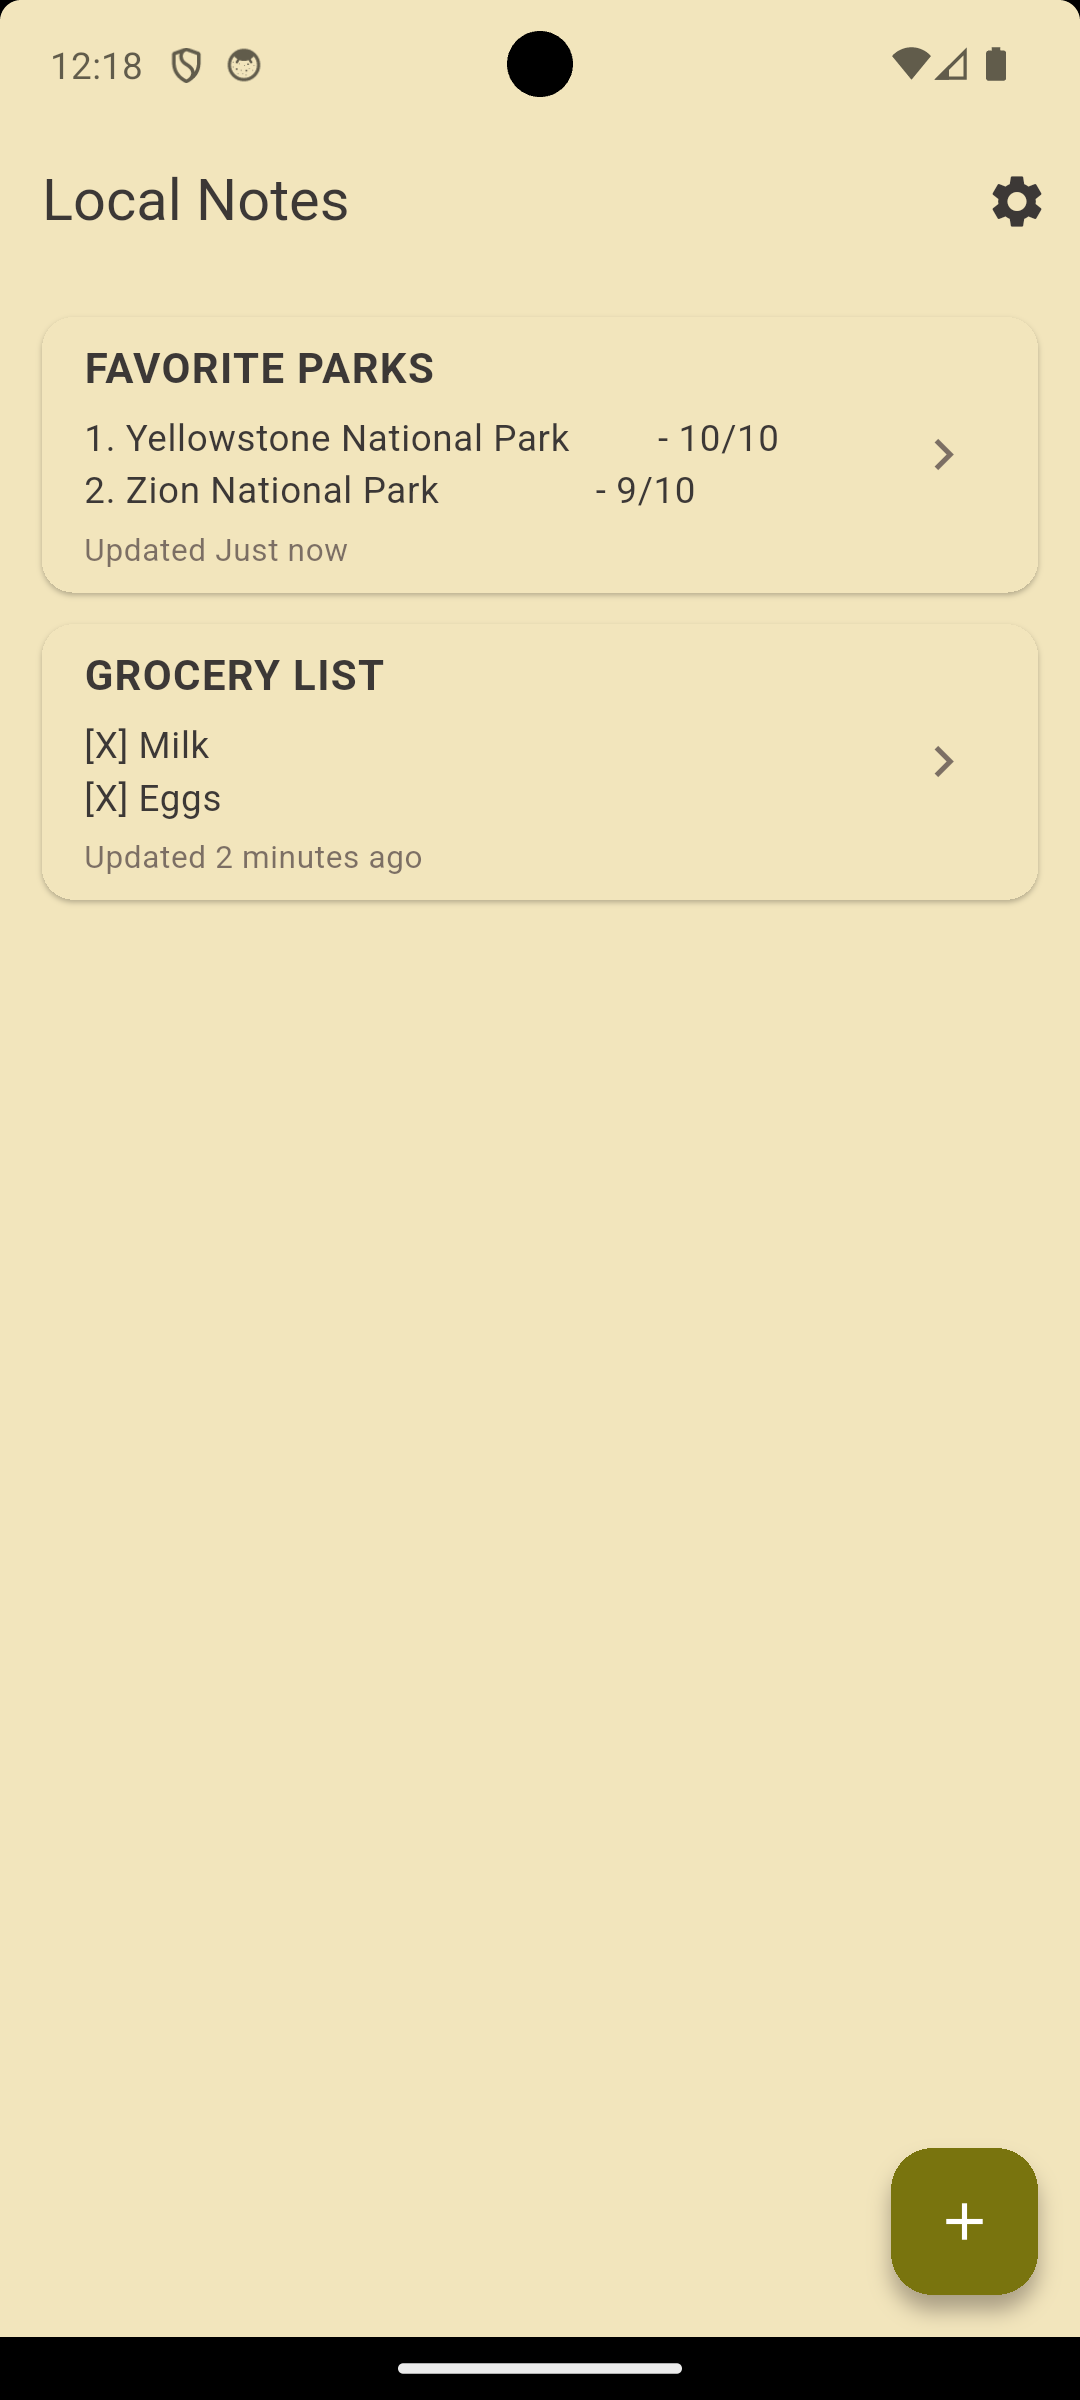 12:18
Local Notes
FAVORITE PARKS
1. Yellowstone National Park - 10/10
2. Zion National Park - 9/10
Updated Just now
GROCERY LIST
[X] Milk
[X] Eggs
Updated 2 minutes ago